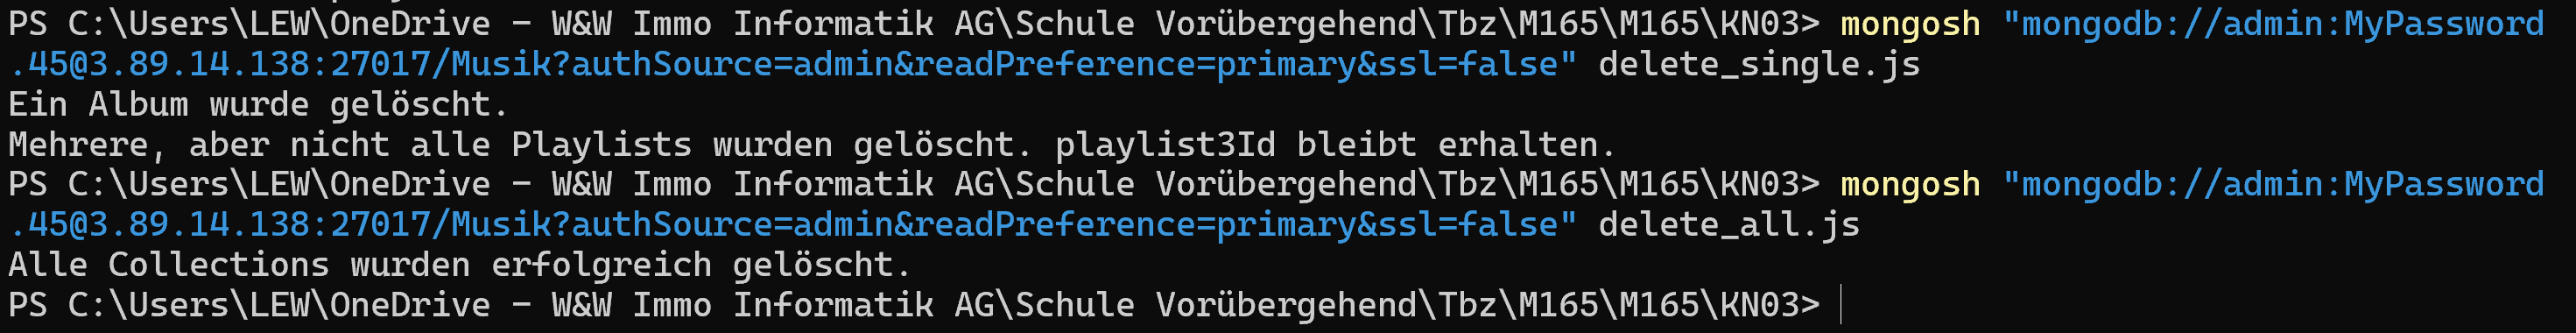 PS C:\Users\LEW\OneDrive - W&W Immo Informatik AG\Schule Vorübergehend\Tbz\M165\M165\KN03> mongosh "mongodb://admin:MyPassword
.45@3.89.14.138:27017/Musik?authSource=admin&readPreference=primary&ssl=false" delete_single.js
Ein Album wurde gelöscht.
Mehrere, aber nicht alle Playlists wurden gelöscht. playlist3Id bleibt erhalten.
PS C:\Users\LEW\OneDrive - W&W Immo Informatik AG\Schule Vorübergehend\Tbz\M165\M165\KN03> mongosh "mongodb://admin:MyPassword
.45@3.89.14.138:27017/Musik?authSource=admin&readPreference=primary&ssl=false" delete_all.js
Alle Collections wurden erfolgreich gelöscht.
PS C:\Users\LEW\OneDrive - W&W Immo Informatik AG\Schule Vorübergehend\Tbz\M165\M165\KN03>